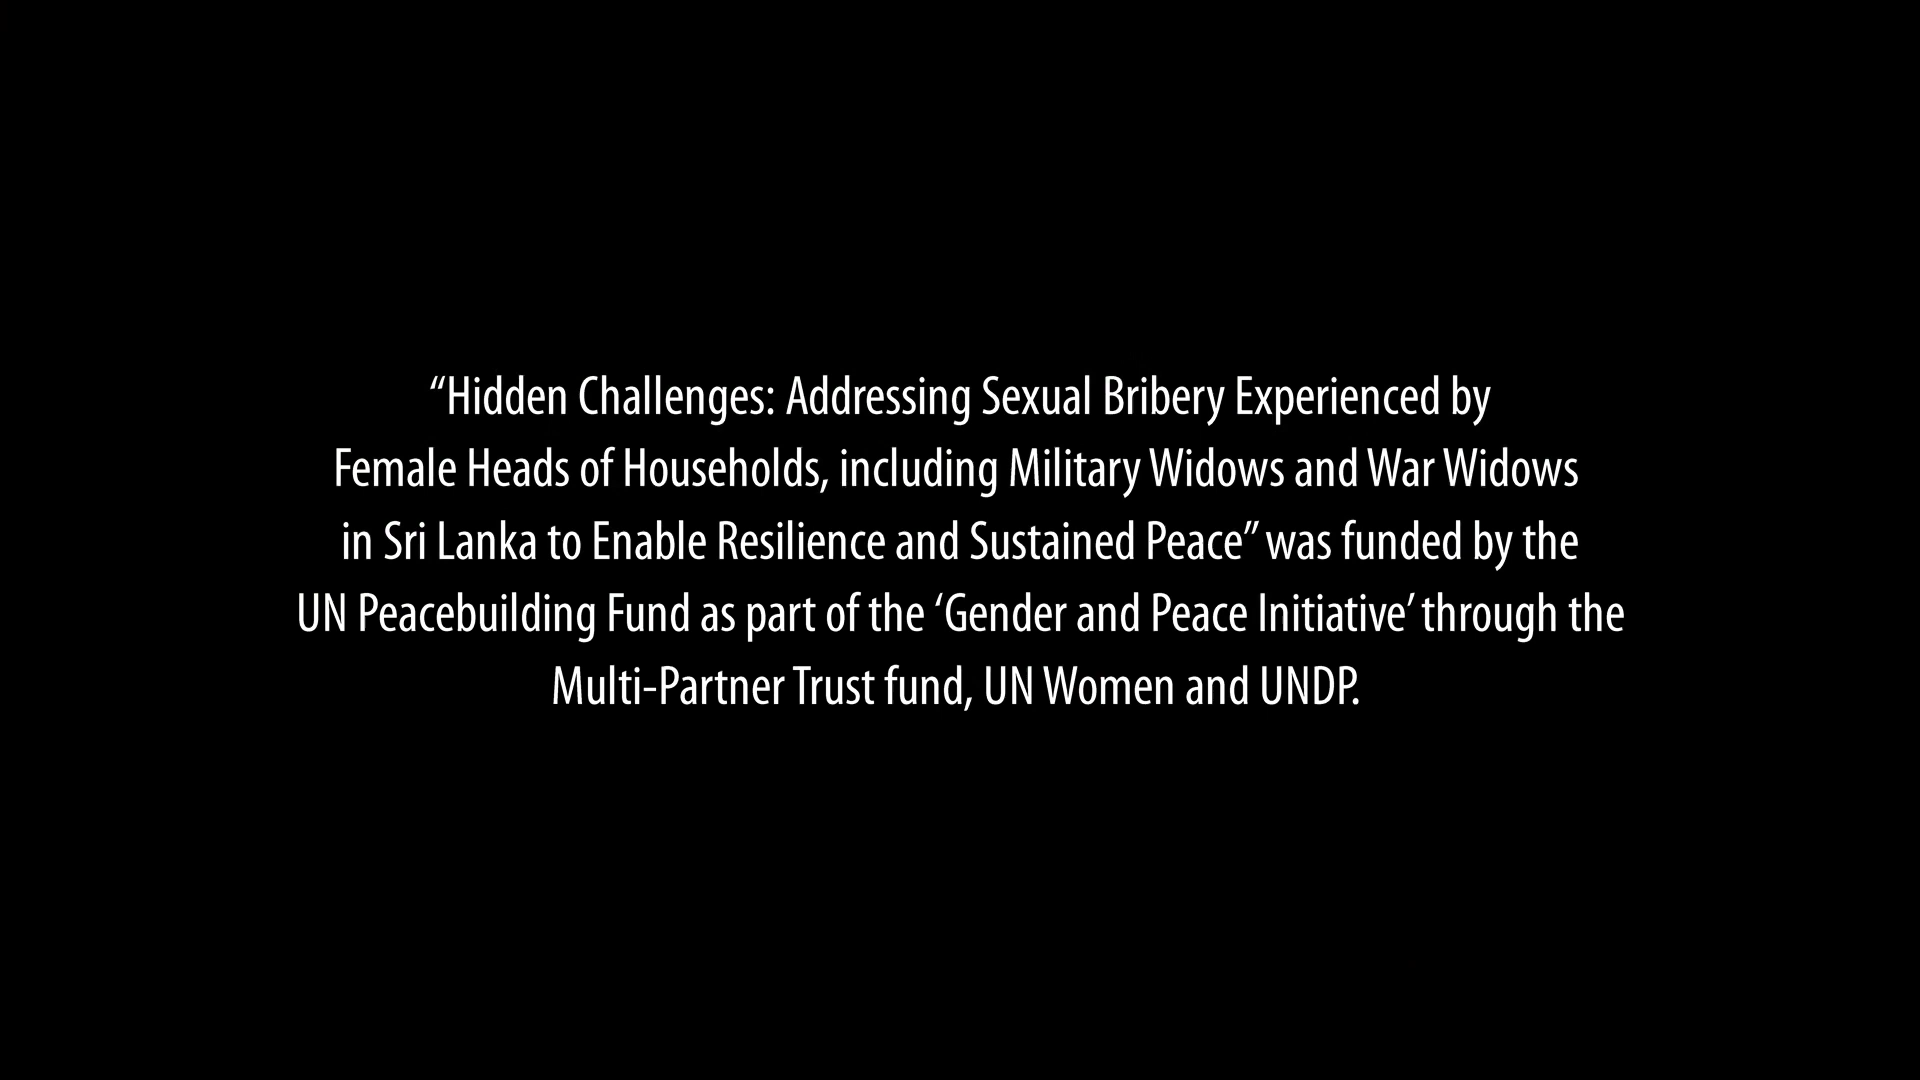 “Hidden Challenges: Addressing Sexual Bribery Experienced by
Female Heads of Households, including Military Widows and War Widows
in Sri Lanka to Enable Resilience and Sustained Peace” was funded by the
UN Peacebuilding Fund as part of the ‘Gender and Peace Initiative’ through the
Multi-Partner Trust fund, UN Women and UNDP.